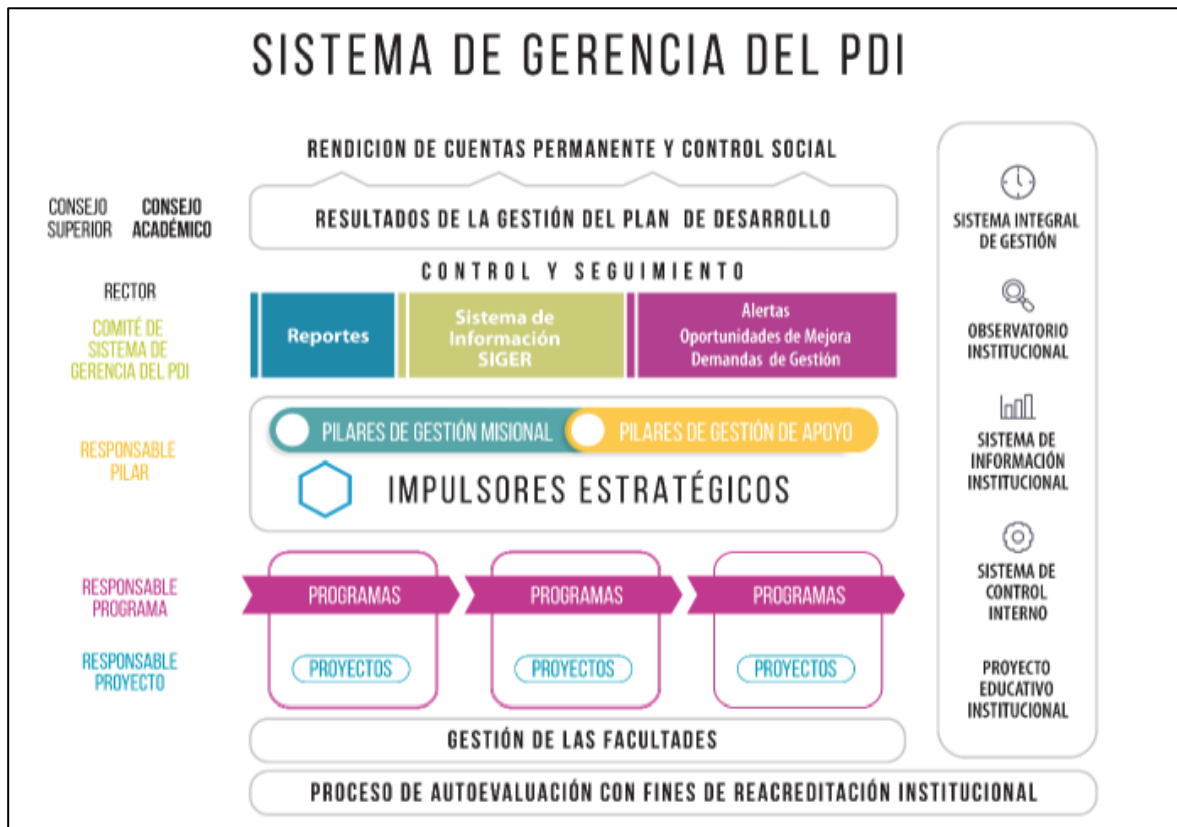 SISTEMA DE GERENCIA DEL PDI
RENDICION DE CUENTAS PERMANENTE Y CONTROL SOCIAL
CONSEJO
SUPERIOR
CONSEJO
ACADÉMICO
RESULTADOS DE LA GESTIÓN DEL PLAN DE DESARROLLO
CONTROL Y SEGUIMIENTO
RECTOR
COMITÉ DE
SISTEMA DE
GERENCIA DEL PDI
Reportes
Sistema de
Información
SIGER
Alertas
Oportunidades de Mejora
Demandas de Gestión
RESPONSABLE
PILAR
PILARES DE GESTIÓN MISIONAL
PILARES DE GESTIÓN DE APOYO
IMPULSORES ESTRATÉGICOS
RESPONSABLE
PROGRAMA
PROGRAMAS
PROGRAMAS
PROGRAMAS
RESPONSABLE
PROYECTO
PROYECTOS
PROYECTOS
PROYECTOS
GESTIÓN DE LAS FACULTADES
PROCESO DE AUTOEVALUACIÓN CON FINES DE REACREDITACIÓN INSTITUCIONAL
SISTEMA INTEGRAL
DE GESTIÓN
OBSERVATORIO
INSTITUCIONAL
SISTEMA DE
INFORMACIÓN
INSTITUCIONAL
SISTEMA DE
CONTROL
INTERNO
PROYECTO
EDUCATIVO
INSTITUCIONAL